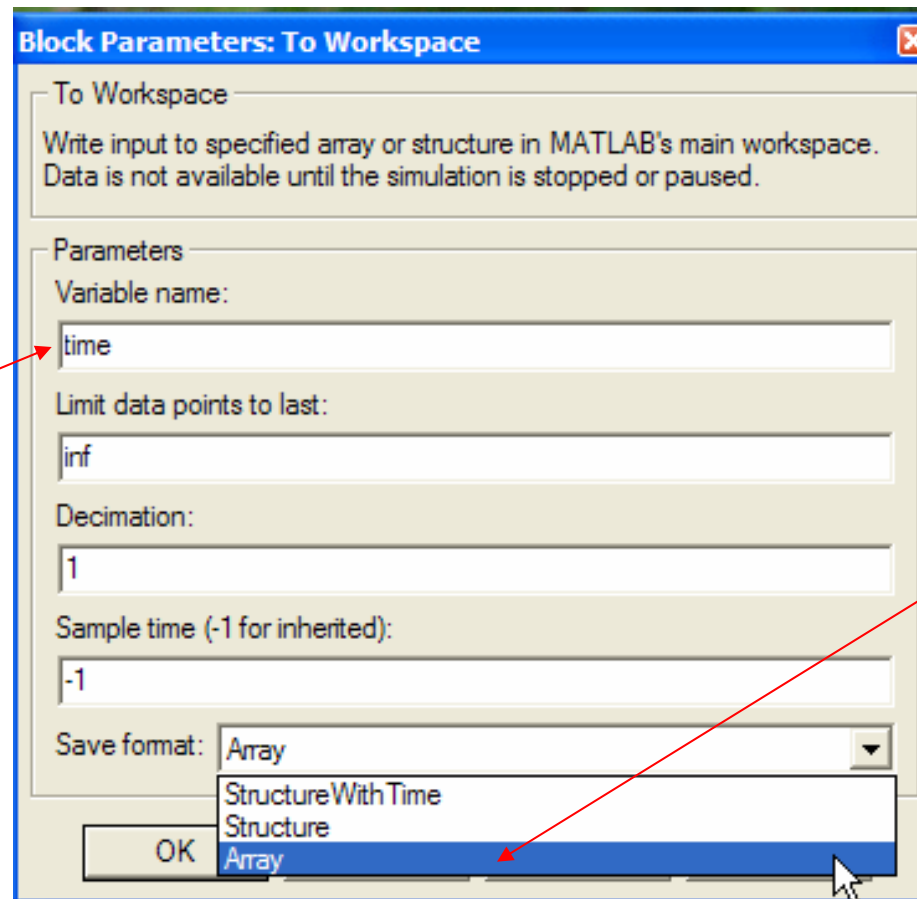 Block Parameters: To Workspace
To Workspace
Write input to specified array or structure in MATLAB's main workspace.
Data is not available until the simulation is stopped or paused.
Parameters
Variable name:
time
Limit data points to last:
inf
Decimation:
1
Sample time (-1 for inherited):
-1
Save format: Array
StructureWithTime
Structure
Array
OK